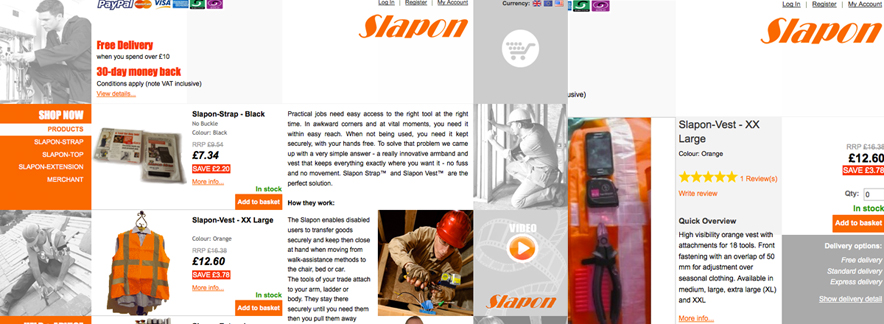 PayPal VISA
Log In | Register | My Account
Slapon
Free Delivery
when you spend over £10
30-day money back
Conditions apply (note VAT inclusive)
View details...
SHOP NOW
PRODUCTS
SLAPON-STRAP
SLAPON-TOP
SLAPON-EXTENSION
MERCHANT
Slapon-Strap - Black
No Buckle
Colour: Black
RRP £9.54
£7.34
SAVE £2.20
More info...
In stock
Add to basket
Slapon-Vest - XX Large
Colour: Orange
RRP £16.38
£12.60
SAVE £3.78
More info...
In stock
Add to basket
Practical jobs need easy access to the right tool at the right
time. In awkward corners and at vital moments, you need it
within easy reach. When not being used, you need it kept
securely, with your hands free. To solve that problem we came
up with a very simple answer - a really innovative armband and
vest that keeps everything exactly where you want it - no fuss
and no movement. Slapon Strap™ and Slapon Vest™ are the
perfect solution.
How they work:
The Slapon enables disabled
users to transfer goods
securely and keep then close
at hand when moving from
walk-assistance methods to
the chair, bed or car.
The tools of your trade attach
to your arm, ladder or
body. They stay there
securely until you need them
then you pull them away
Currency:
VIDEO
Slapon
Log In | Register | My Account
Slapon
usive)
Slapon-Vest - XX
Large
Colour: Orange
1 Review(s)
Write review
Quick Overview
High visibility orange vest with
attachments for 18 tools. Front
fastening with an overlap of 50
mm for adjustment over
seasonal clothing. Available in
medium, large, extra large (XL)
and XXL
More info...
RRP £16.38
£12.60
SAVE £3.78
Qty: 0
In stock
Add to basket
Delivery options:
Free delivery
Standard delivery
Express delivery
Show delivery detail